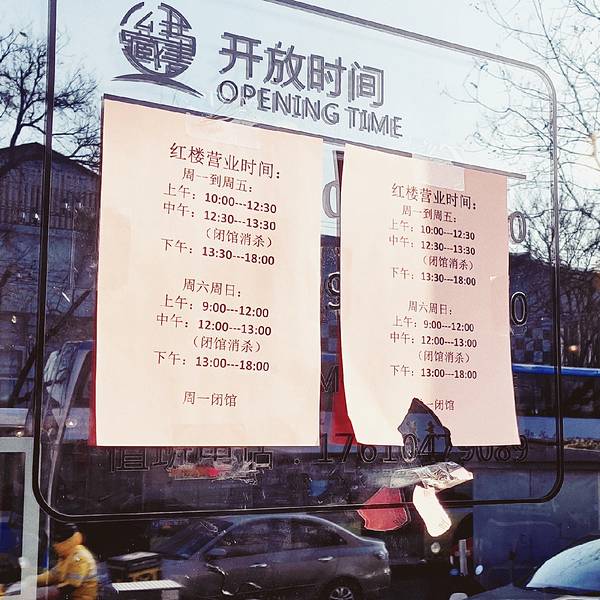 开放时间
OPENING TIME
红楼营业时间：
周一到周五：
上午：10:00---12:30
中午：12:30---13:30
（闭馆消杀）
下午：13:30---18:00
周六周日：
上午：9:00---12:00
中午：12:00---13:00
（闭馆消杀）
下午：13:00---18:00
周一闭馆
红楼营业时间：
周一到周五：
上午：10:00---12:30
中午：12:30---13:30
（闭馆消杀）
下午：13:30---18:00
周六周日：
上午：9:00---12:00
中午：12:00---13:00
（闭馆消杀）
下午：13:00---18:00
一闭馆
值班电话：17610479089